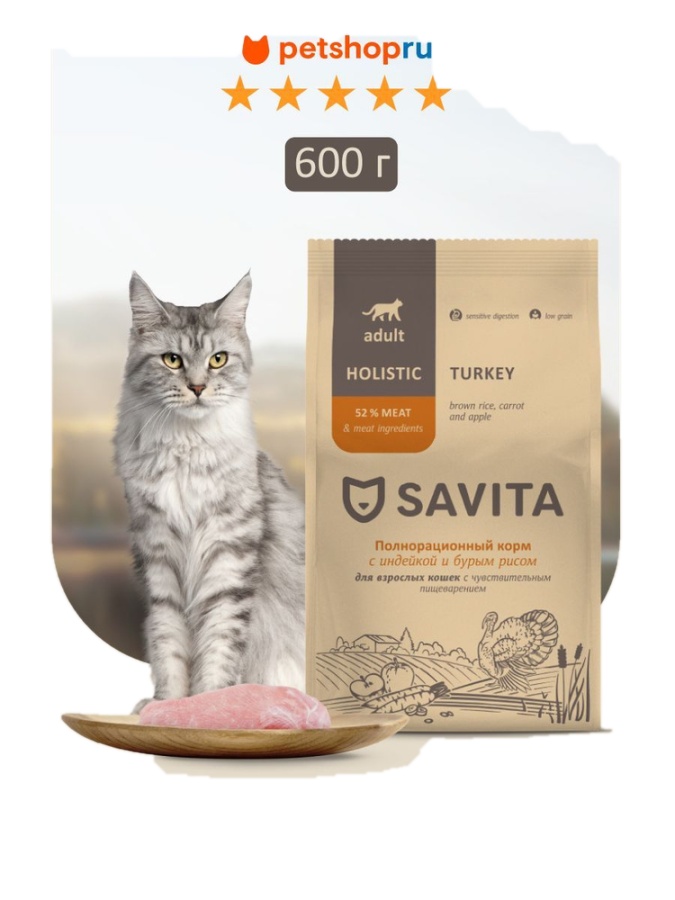 petshopru
600 г
adult
sensitive digestion
low grain
HOLISTIC
TURKEY
52 % MEAT
& meat ingredients
brown rice, carrot
and apple
SAVITA
Полнорационный корм
с индейкой и бурым рисом
для взрослых кошек с чувствительным
пищеварением